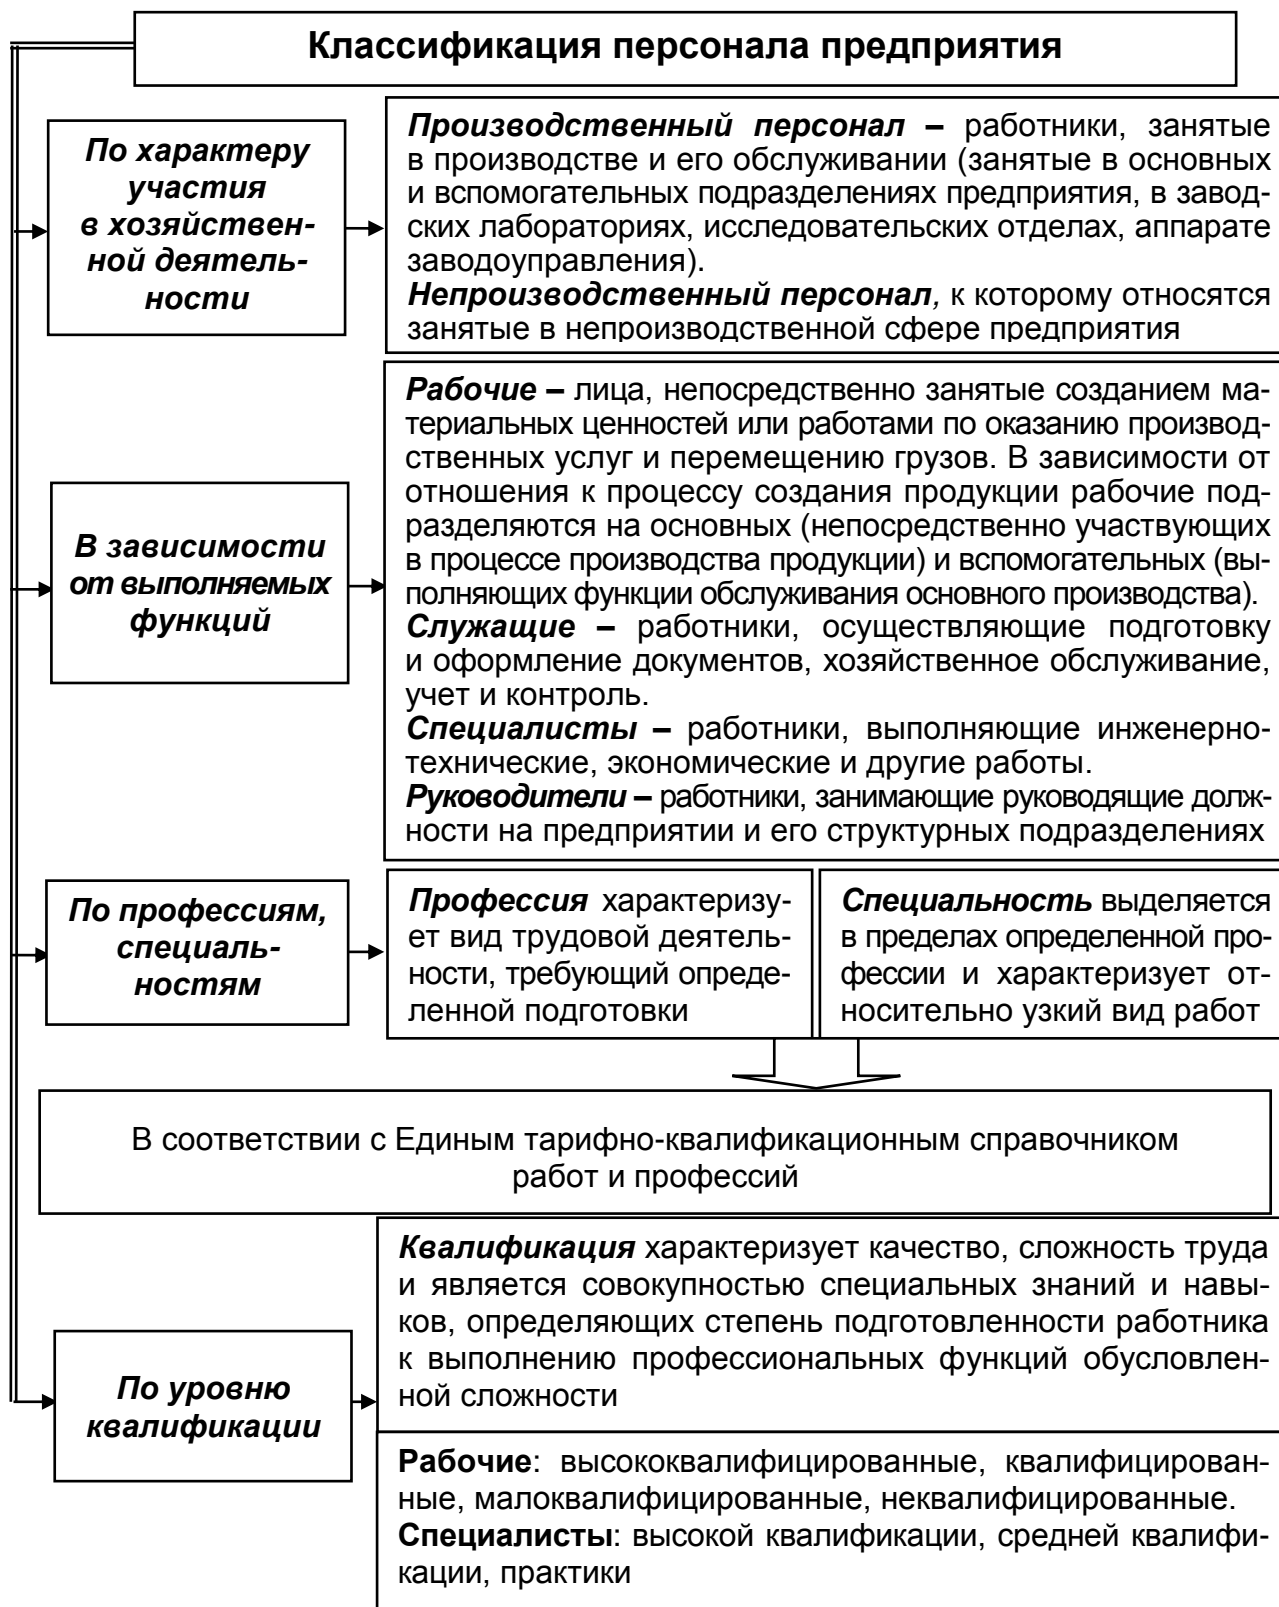 Классификация персонала предприятия
По характеру
участия
в хозяйствен-
ной деятель-
ности
Производственный персонал – работники, занятые
в производстве и его обслуживании (занятые в основных
и вспомогательных подразделениях предприятия, в завод-
ских лабораториях, исследовательских отделах, аппарате
заводоуправления).
Непроизводственный персонал, к которому относятся
занятые в непроизводственной сфере предприятия
В зависимости
от выполняемых
функций
Рабочие – лица, непосредственно занятые созданием ма-
териальных ценностей или работами по оказанию производ-
ственных услуг и перемещению грузов. В зависимости от
отношения к процессу создания продукции рабочие под-
разделяются на основных (непосредственно участвующих
в процессе производства продукции) и вспомогательных (вы-
полняющих функции обслуживания основного производства).
Служащие – работники, осуществляющие подготовку
и оформление документов, хозяйственное обслуживание,
учет и контроль.
Специалисты – работники, выполняющие инженерно-
технические, экономические и другие работы.
Руководители – работники, занимающие руководящие долж-
ности на предприятии и его структурных подразделениях
По профессиям,
специаль-
ностям
Профессия характеризу-
ет вид трудовой деятель-
ности, требующий опреде-
ленной подготовки
Специальность выделяется
в пределах определенной про-
фессии и характеризует от-
носительно узкий вид работ
В соответствии с Единым тарифно-квалификационным справочником
работ и профессий
По уровню
квалификации
Квалификация характеризует качество, сложность труда
и является совокупностью специальных знаний и навы-
ков, определяющих степень подготовленности работника
к выполнению профессиональных функций обусловлен-
ной сложности
Рабочие: высококвалифицированные, квалифицирован-
ные, малоквалифицированные, неквалифицированные.
Специалисты: высокой квалификации, средней квалифи-
кации, практики